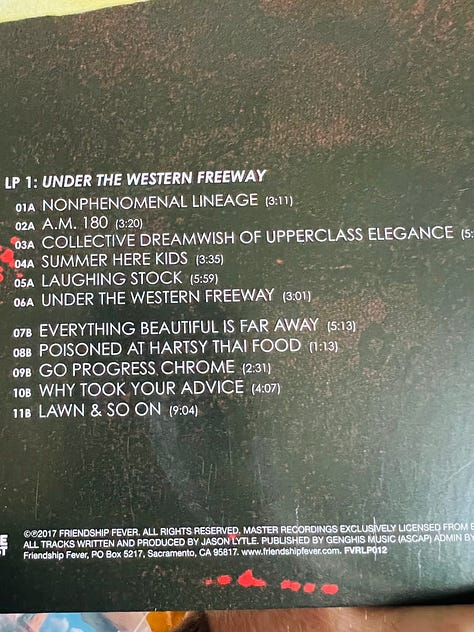 LP 1: UNDER THE WESTERN FREEWAY
01A NONPHENOMENAL LINEAGE (3:11)
02A A.M. 180 (3:20)
03A COLLECTIVE DREAMWISH OF UPPERCLASS ELEGANCE (5:
04A SUMMER HERE KIDS (3:35)
05A LAUGHING STOCK (5:59)
06A UNDER THE WESTERN FREEWAY (3:01)
07B EVERYTHING BEAUTIFUL IS FAR AWAY (5:13)
08B POISONED AT HARTSY THAI FOOD (1:13)
09B GO PROGRESS CHROME (2:31)
10B WHY TOOK YOUR ADVICE (4:07)
11B LAWN & SO ON (9:04)
©℗2017 FRIENDSHIP FEVER. ALL RIGHTS RESERVED. MASTER RECORDINGS EXCLUSIVELY LICENSED FROM
ALL TRACKS WRITTEN AND PRODUCED BY JASON LYTLE. PUBLISHED BY GENGHIS MUSIC (ASCAP) ADMIN BY
Friendship Fever, PO Box 5217, Sacramento, CA 95817. www.friendshipfever.com. FVRLP012